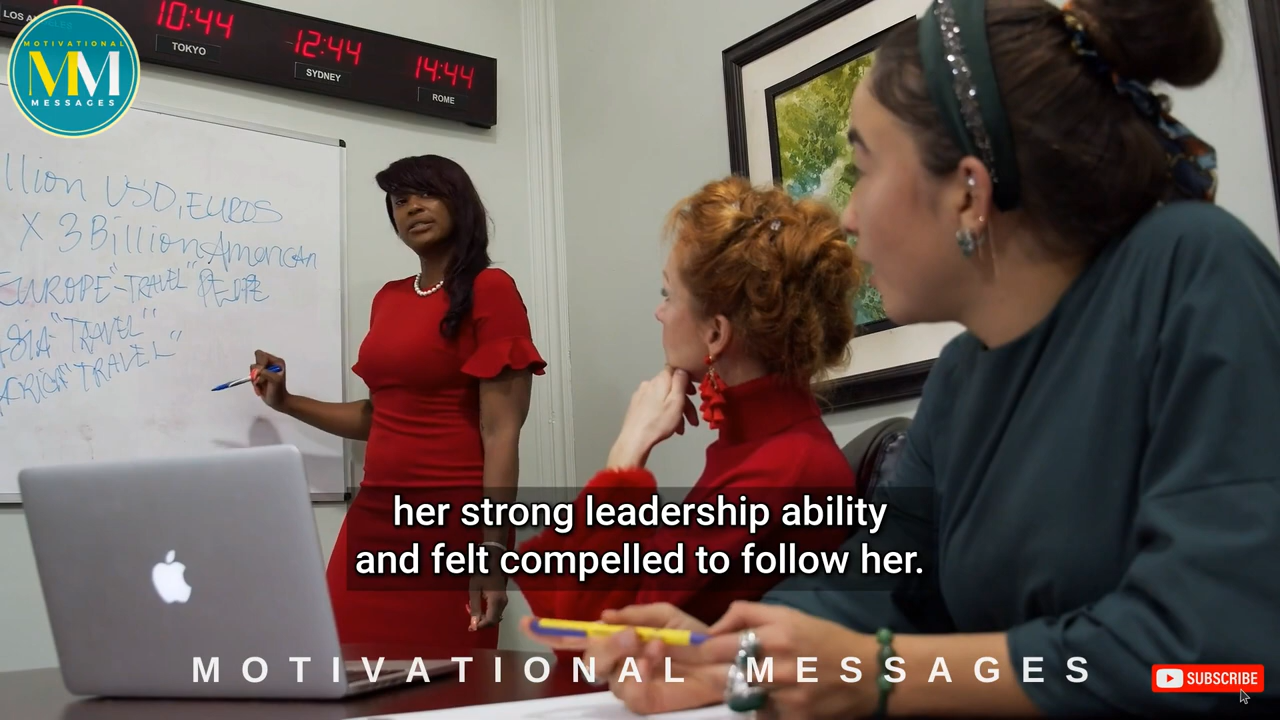 LOS
10:44
TOKYO
12:44
SYDNEY
14:44
ROME
MOTIVATIONAL
MM
MESSAGES
llion USD, EUROS
X 3 Billion American
EUROPE "TRAVEL" PEOPLE
"TRAVEL"
"TRAVEL"
her strong leadership ability
and felt compelled to follow her.
MOTIVATIONAL MESSAGES
SUBSCRIBE